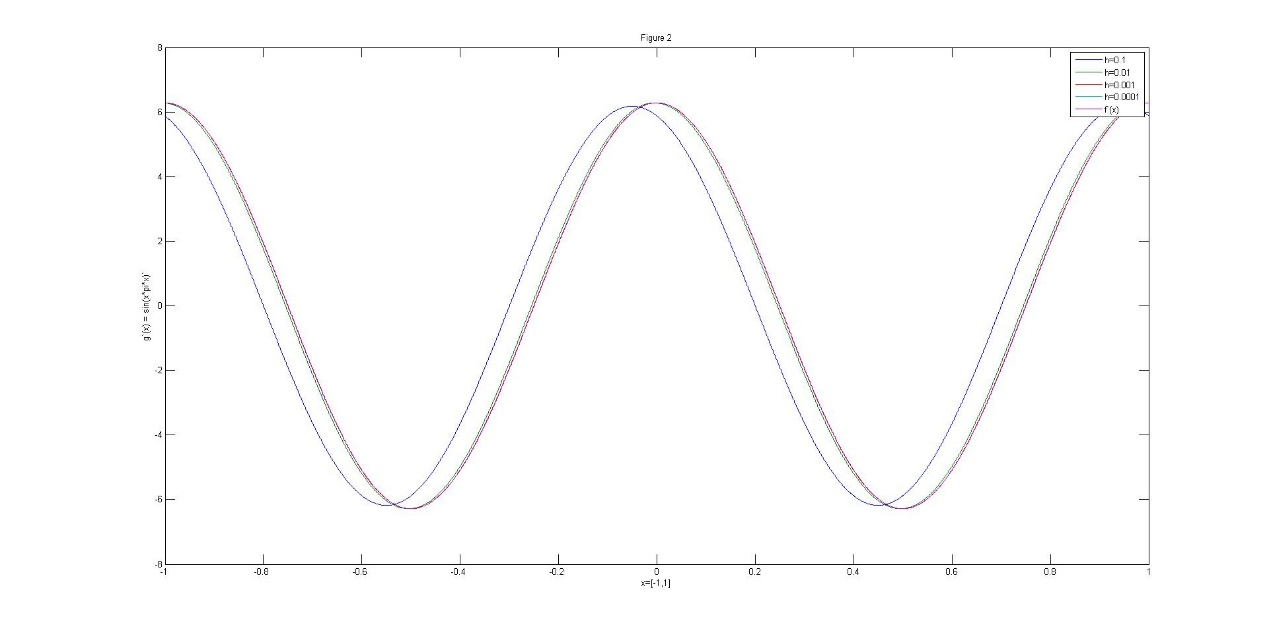 Figure 2
h=0.1
h=0.01
h=0.001
h=0.0001
f'(x)
8
6
4
2
0
-2
-4
-6
-8
g'(x) = sin(x*pi*x)'
-1 -0.8 -0.6 -0.4 -0.2 0 0.2 0.4 0.6 0.8 1
x=[-1,1]